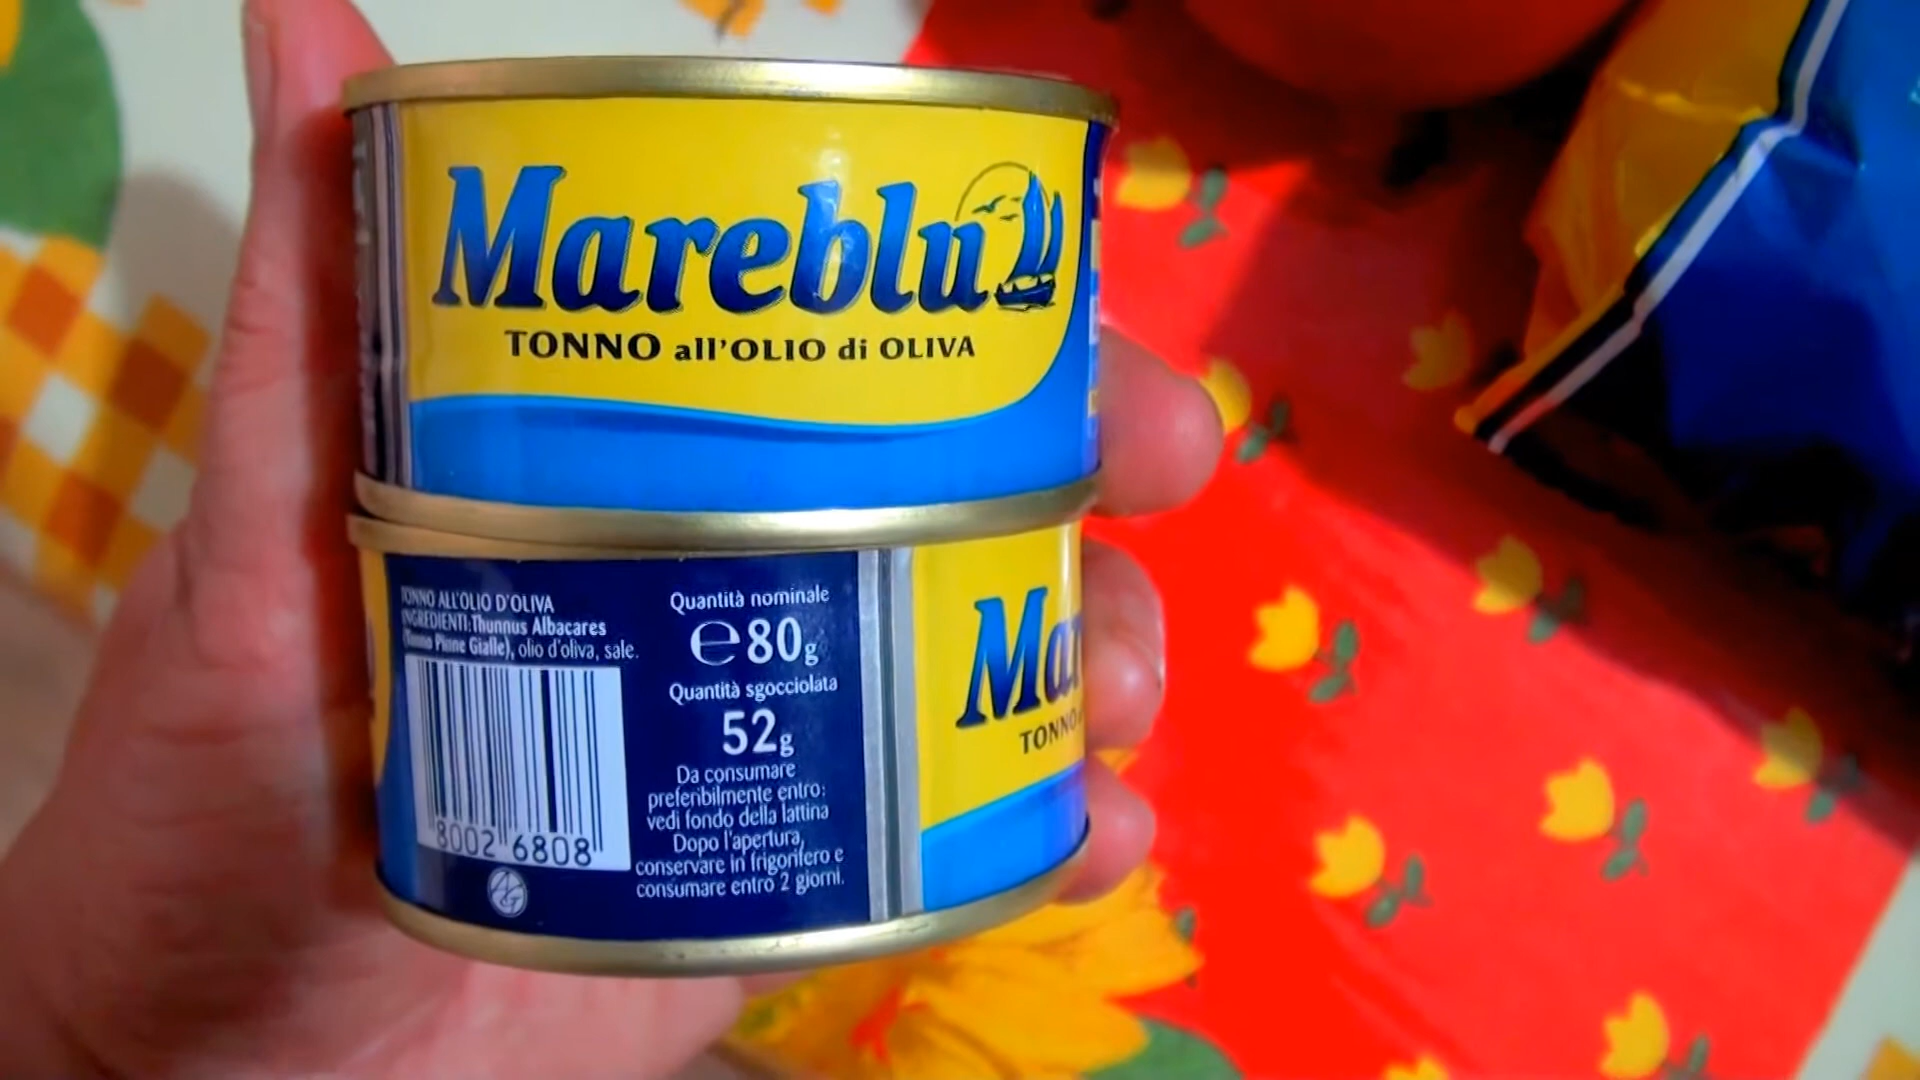 Mareblu
TONNO all'OLIO di OLIVA
TONNO ALL'OLIO D'OLIVA
INGREDIENTI: Thunnus Albacares
(Tonno Pinne Gialle), olio d'oliva, sale.
8002 6808
Quantità nominale
℮80g
Quantità sgocciolata
52g
Da consumare
preferibilmente entro:
vedi fondo della lattina
Dopo l'apertura,
conservare in frigorifero e
consumare entro 2 giorni.
Mar
TONNO